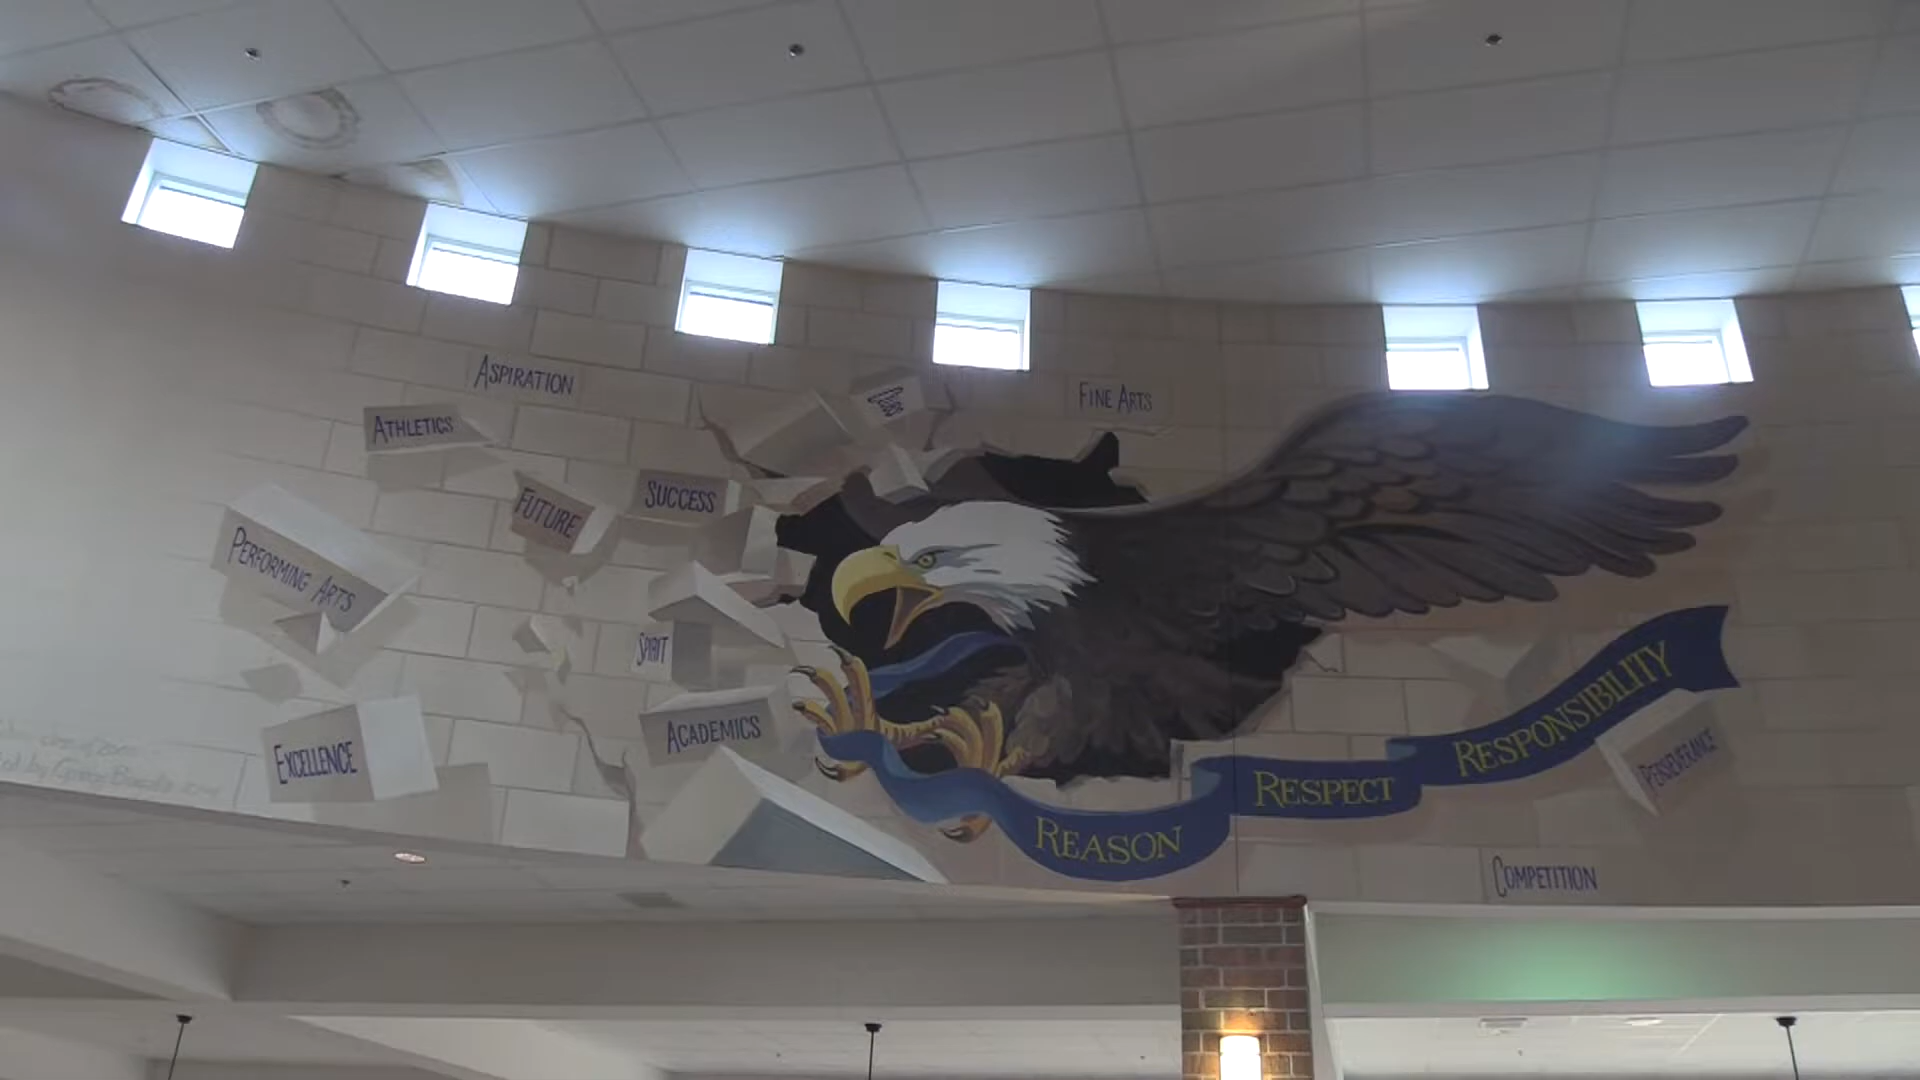 ASPIRATION
FINE ARTS
ATHLETICS
SUCCESS
FUTURE
PERFORMING ARTS
SPIRIT
ACADEMICS
EXCELLENCE
REASON
RESPECT
RESPONSIBILITY
PERSEVERANCE
COMPETITION